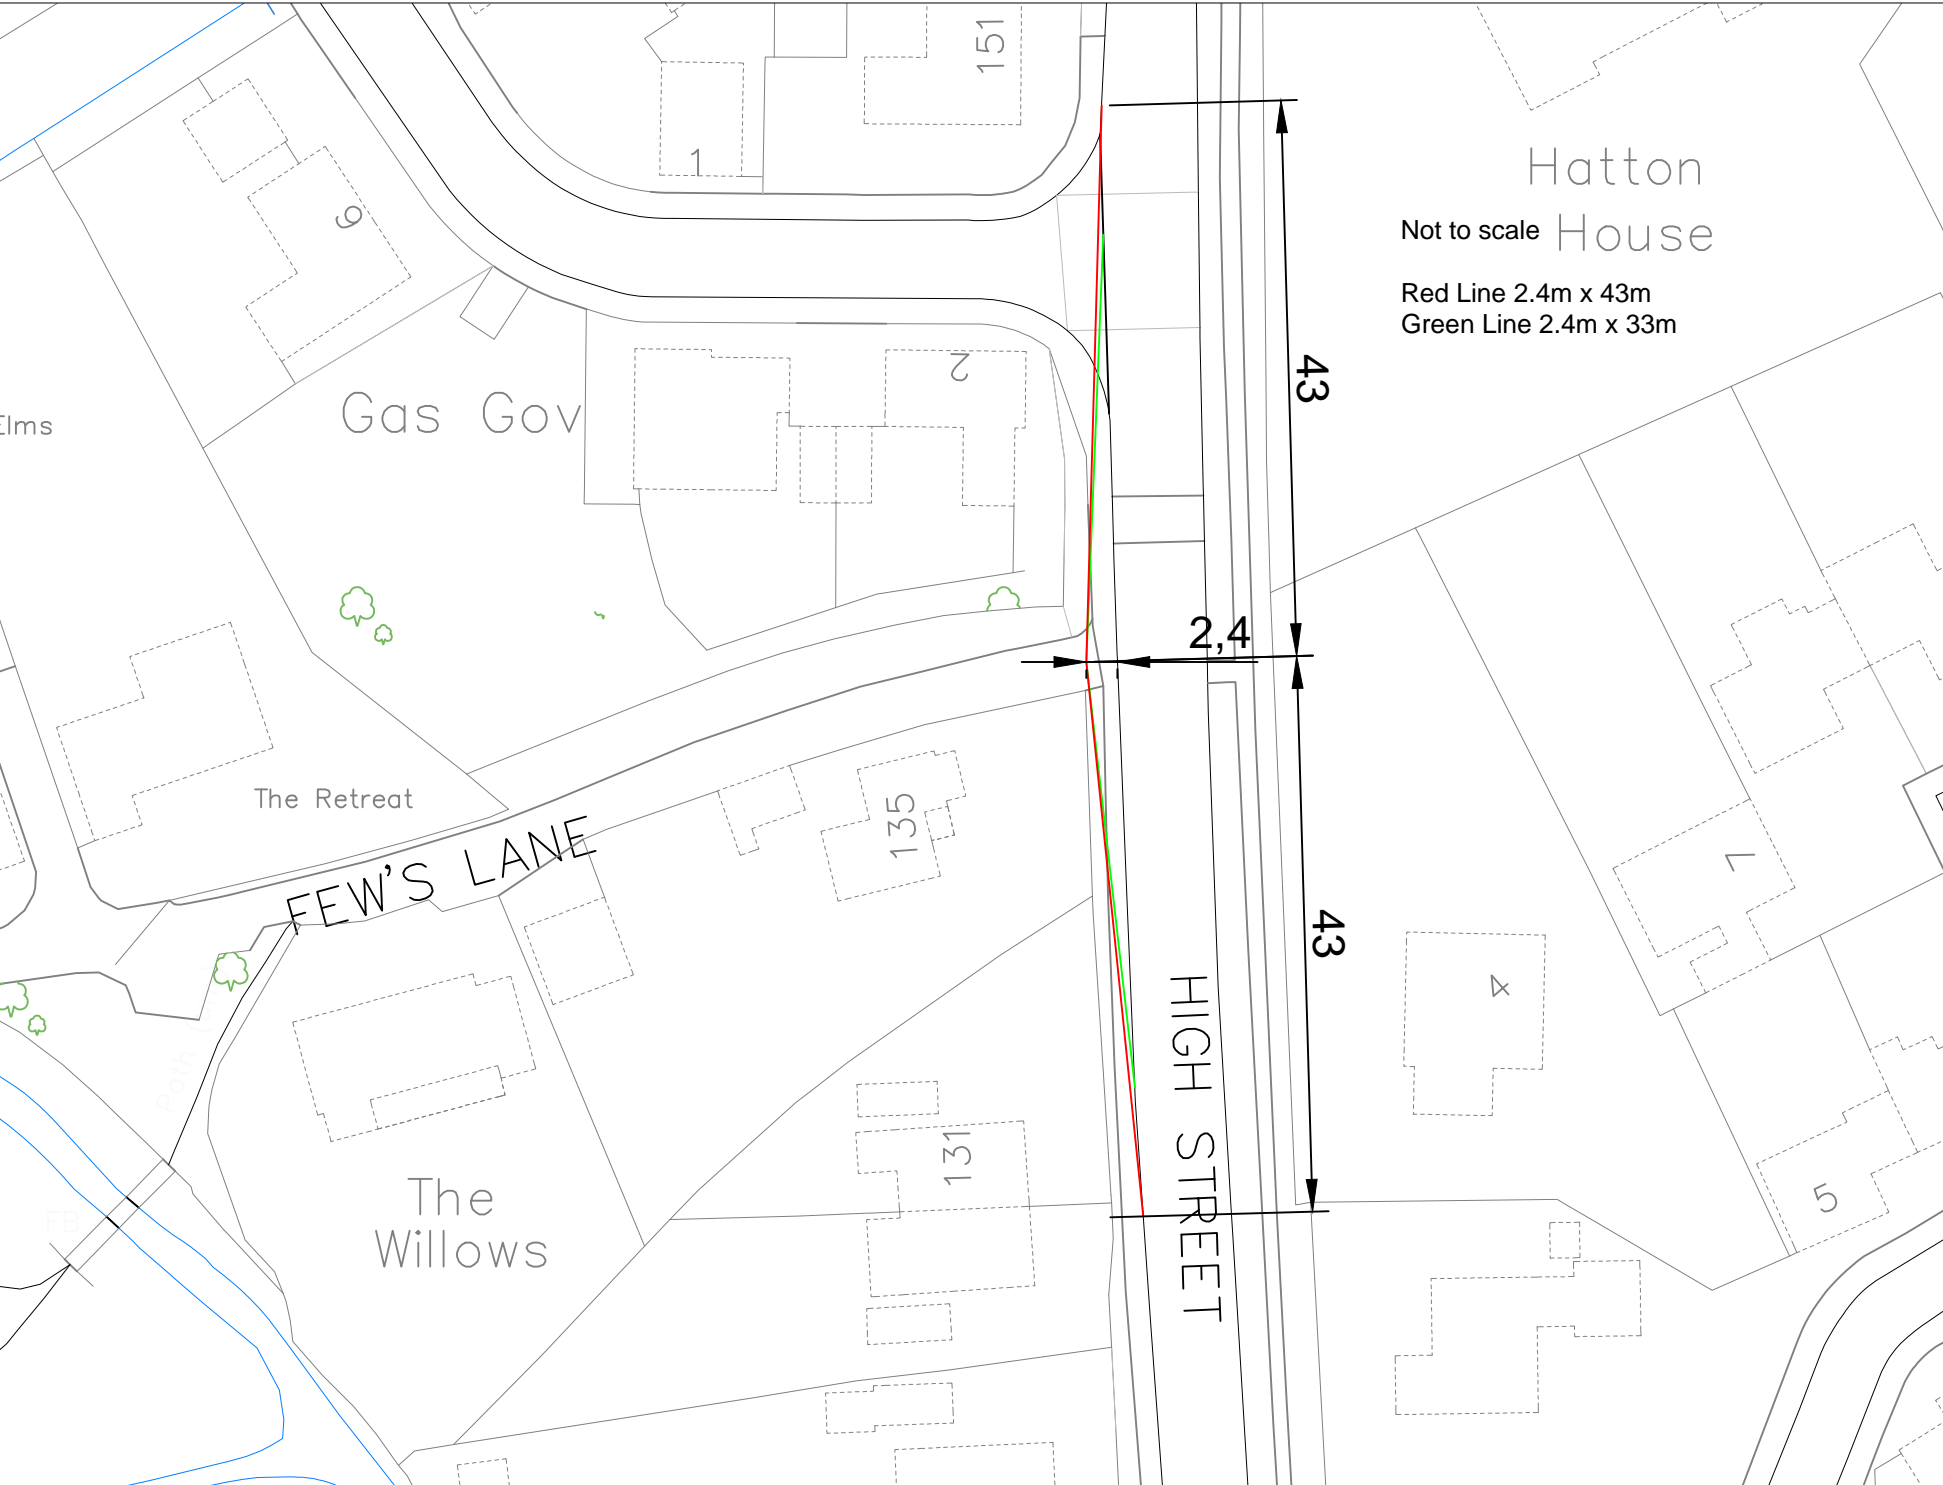 151
1
Hatton
House
Not to scale
Red Line 2.4m x 43m
Green Line 2.4m x 33m
9
43
2
Gas Gov
Elms
2,4
The Retreat
135
FEW'S LANE
7
43
4
HIGH STREET
Path
131
The
Willows
5
FB